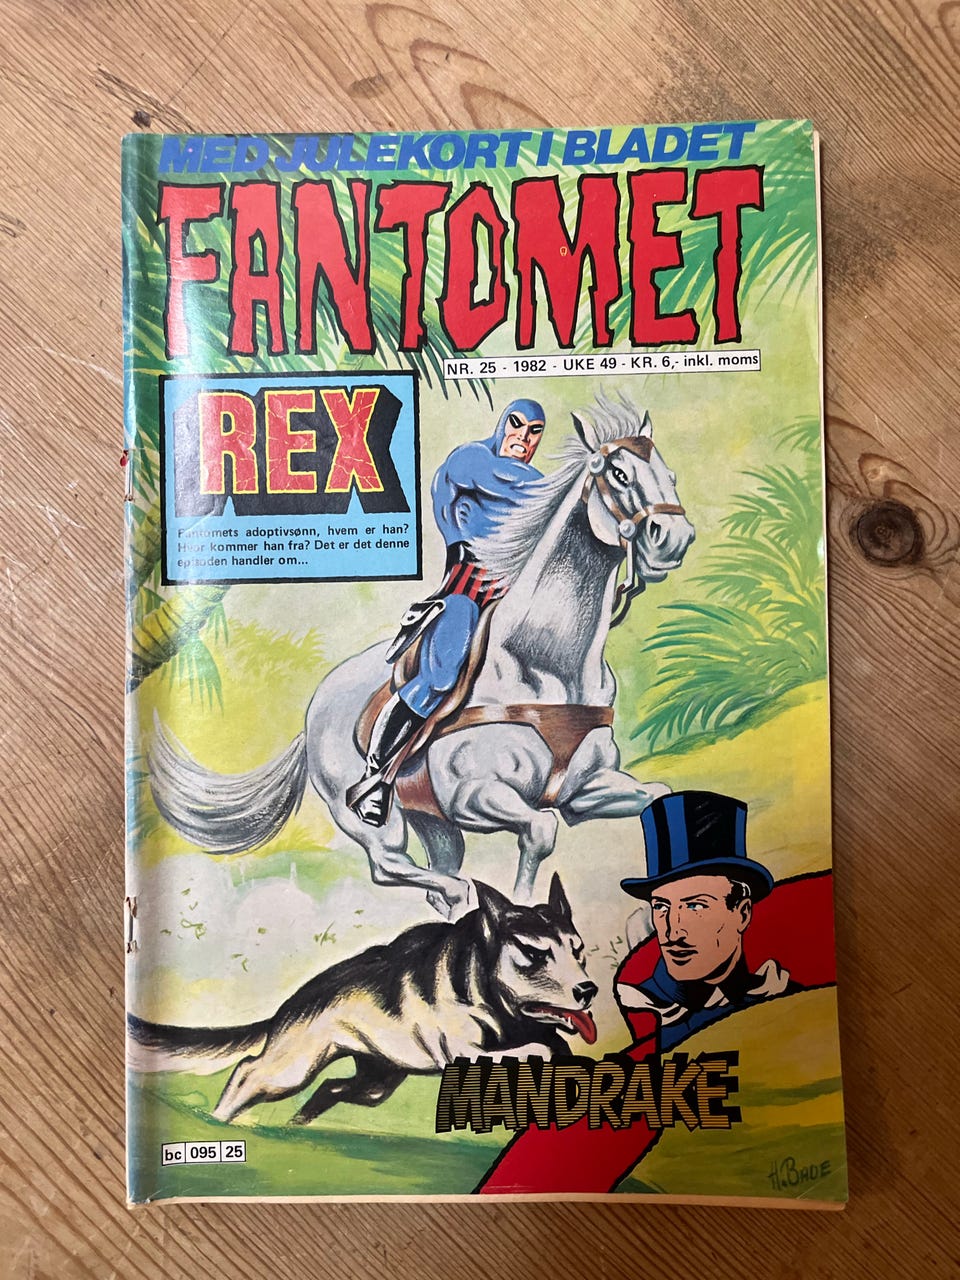 MED JULEKORT I BLADET
FANTOMET
NR. 25 - 1982 - UKE 49 - KR. 6,- inkl. moms
REX
Fantomets adoptivsønn, hvem er han?
Hvor kommer han fra? Det er det denne
episoden handler om...
MANDRAKE
bc 095 25
H. BADE